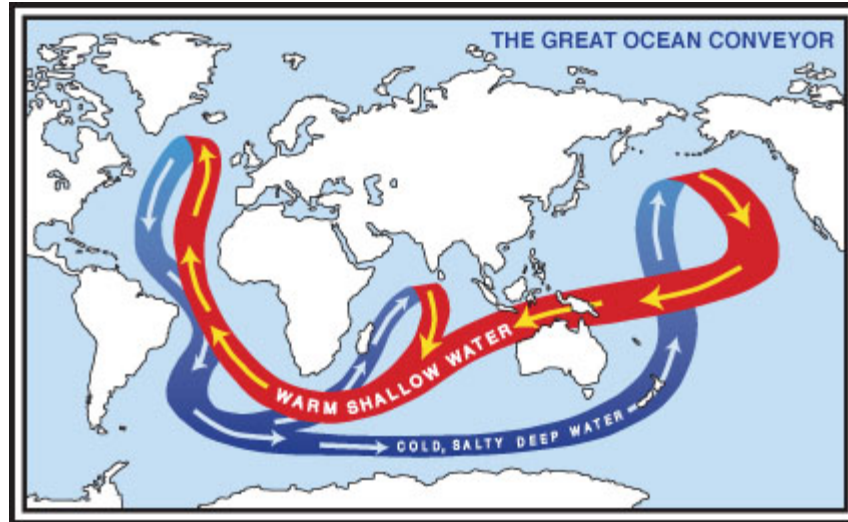 THE GREAT OCEAN CONVEYOR
WARM SHALLOW WATER
COLD, SALTY DEEP WATER